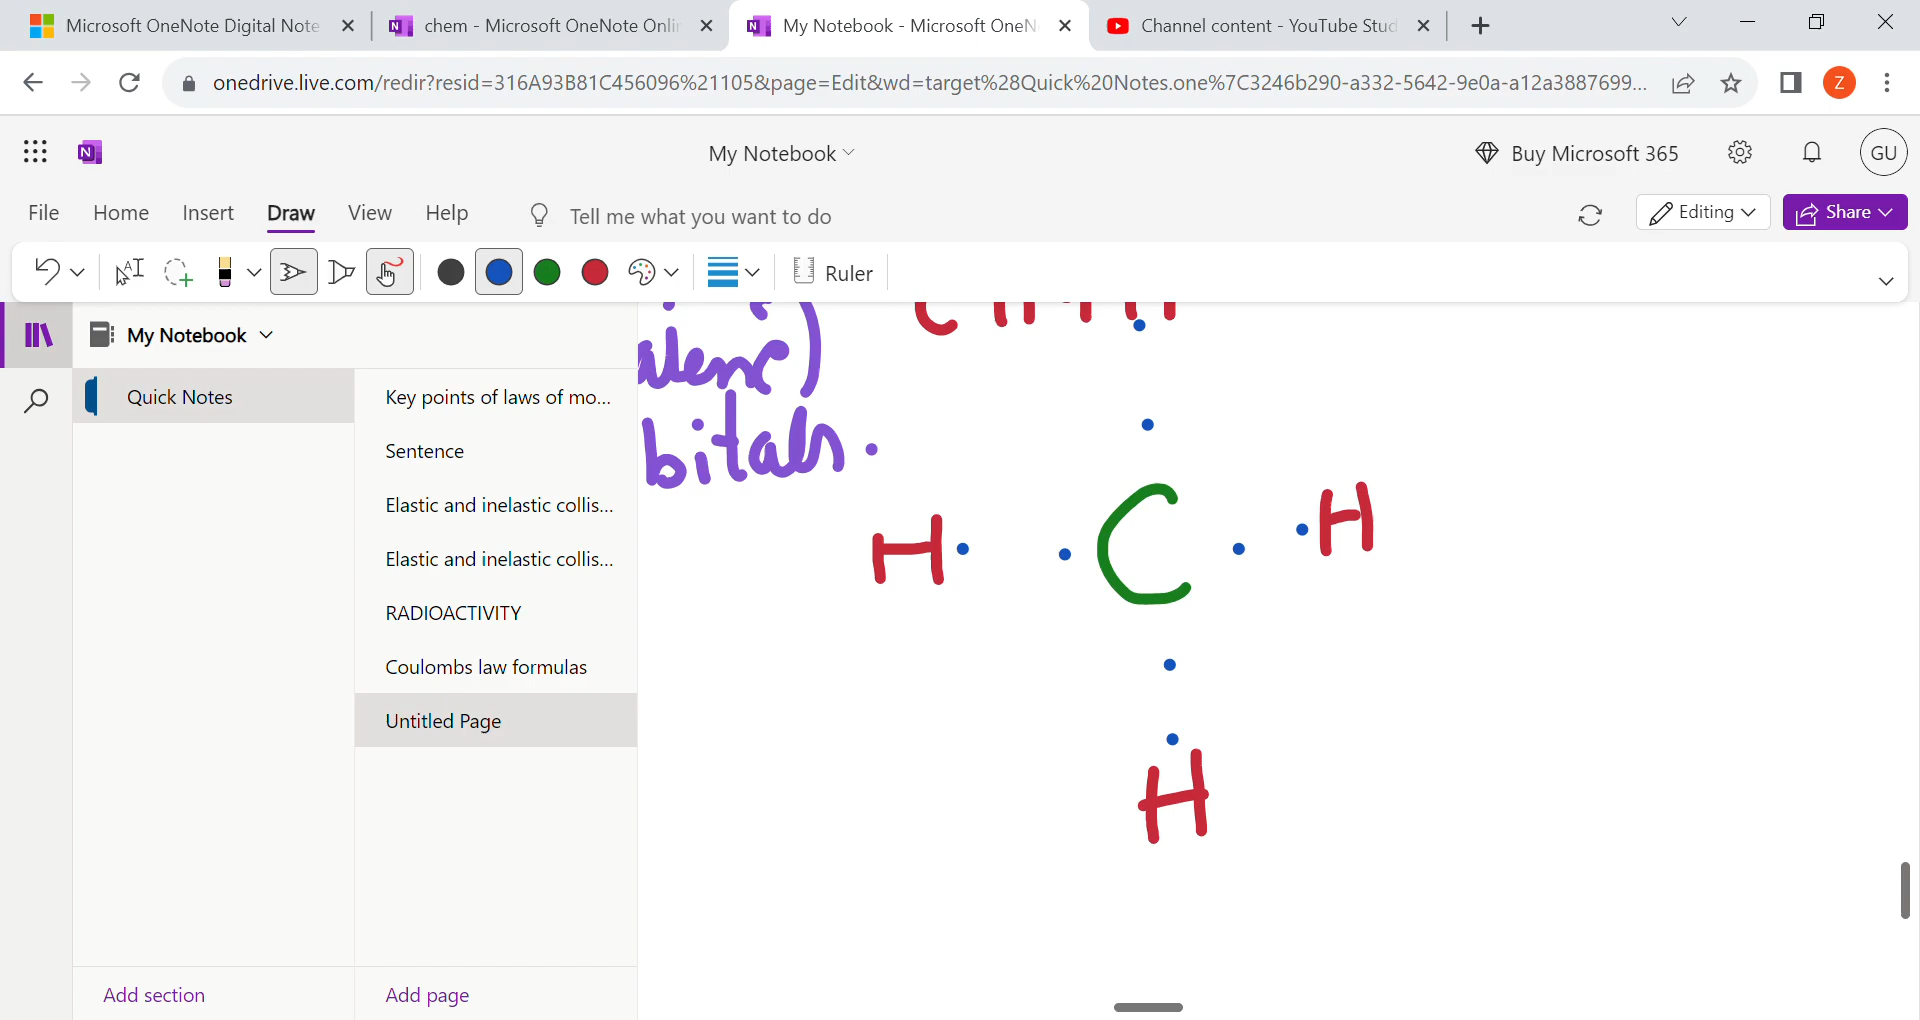 Microsoft OneNote Digital Note
chem - Microsoft OneNote Onli
My Notebook - Microsoft OneN
Channel content - YouTube Stud
onedrive.live.com/redir?resid=316A93B81C456096%21105&page=Edit&wd=target%28Quick%20Notes.one%7C3246b290-a332-5642-9e0a-a12a3887699...
Z
N
My Notebook
Buy Microsoft 365
GU
File Home Insert Draw View Help
Tell me what you want to do
Editing
Share
AI
Ruler
My Notebook
Quick Notes
Key points of laws of mo...
Sentence
Elastic and inelastic collis...
Elastic and inelastic collis...
RADIOACTIVITY
Coulombs law formulas
Untitled Page
Add section
Add page
bitals.
C
H
H
H